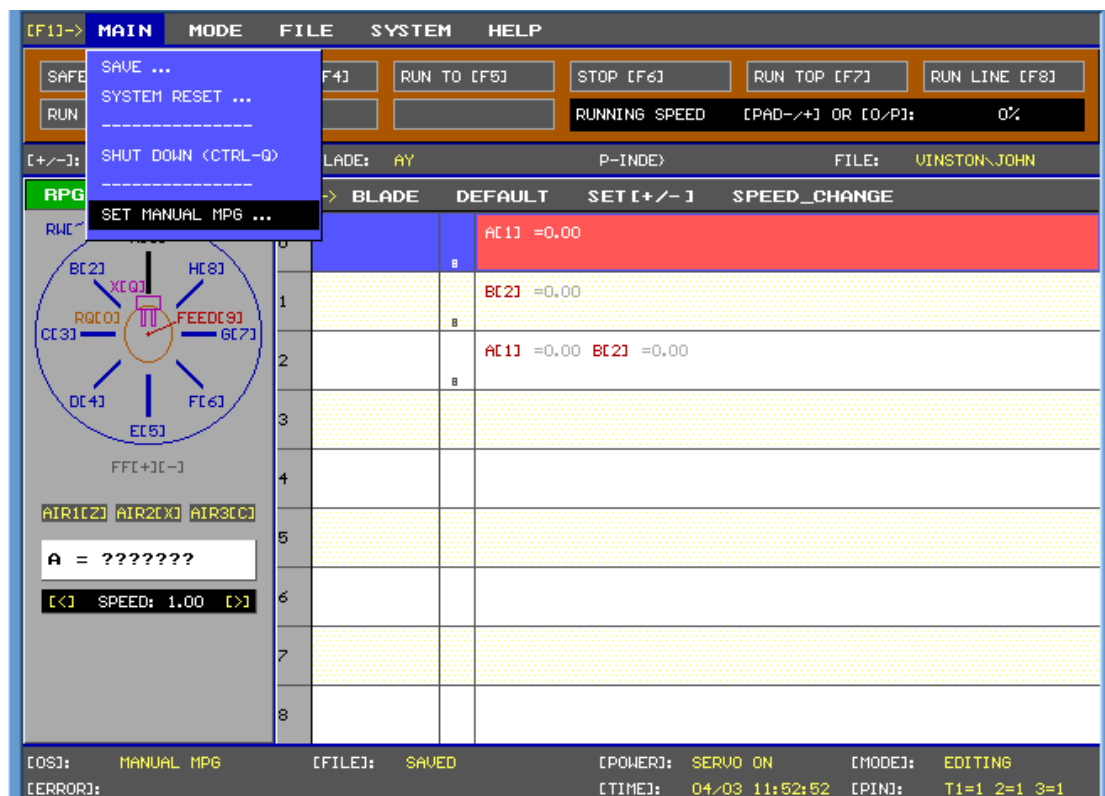 [F1]-> MAIN MODE FILE SYSTEM HELP
SAVE ...
SYSTEM RESET ...
---------------
SHUT DOWN (CTRL-Q)
---------------
SET MANUAL MPG ...
SAFE F4] RUN TO [F5] STOP [F6] RUN TOP [F7] RUN LINE [F8]
RUN RUNNING SPEED [PAD-/+] OR [O/P]: 0%
[+/-]: LADE: AY P-INDE) FILE: VINSTON\JOHN
RPG -> BLADE DEFAULT SET[+/-] SPEED_CHANGE
0 A[1] =0.00
8
1 B[2] =0.00
8
2 A[1] =0.00 B[2] =0.00
8
3
4
5
6
7
8
B[2] H[8]
X[Q]
RQ[0] FEED[9]
C[3] G[7]
D[4] F[6]
E[5]
FF[+][-]
AIR1[Z] AIR2[X] AIR3[C]
A = ???????
[<] SPEED: 1.00 [>]
[OS]: MANUAL MPG [FILE]: SAVED [POWER]: SERVO ON [MODE]: EDITING
[ERROR]: [TIME]: 04/03 11:52:52 [PIN]: T1=1 2=1 3=1